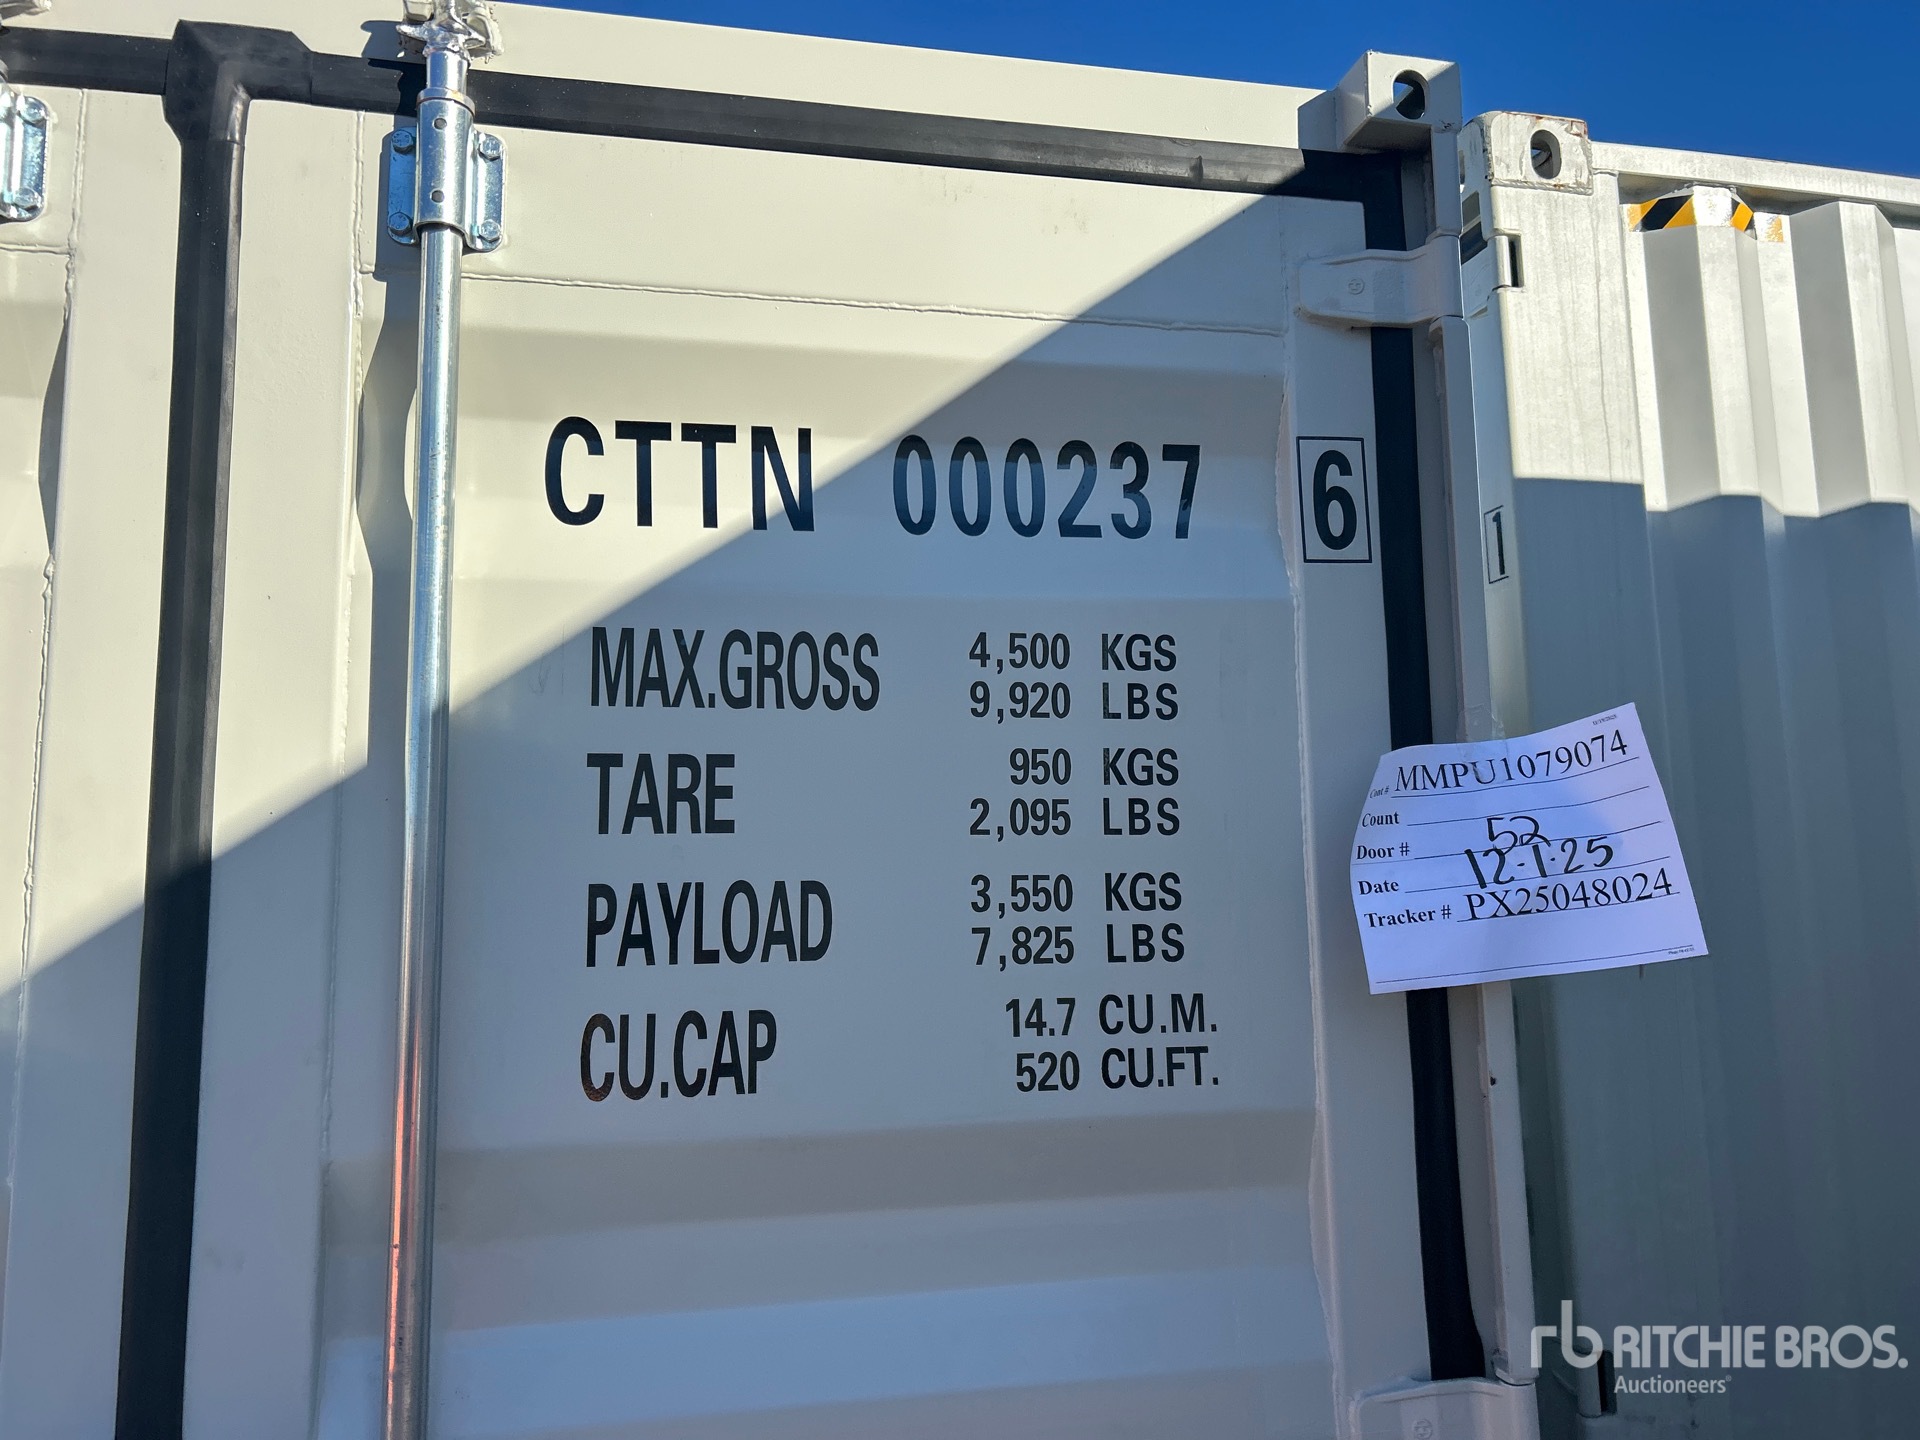 CTTN 000237 6
1
MAX.GROSS 4,500 KGS
9,920 LBS
TARE 950 KGS
2,095 LBS
PAYLOAD 3,550 KGS
7,825 LBS
CU.CAP 14.7 CU.M.
520 CU.FT.
Cont # MMPU1079074
Count
Door # 52
Date 12-1-25
Tracker # PX25048024
rb RITCHIE BROS.
Auctioneers